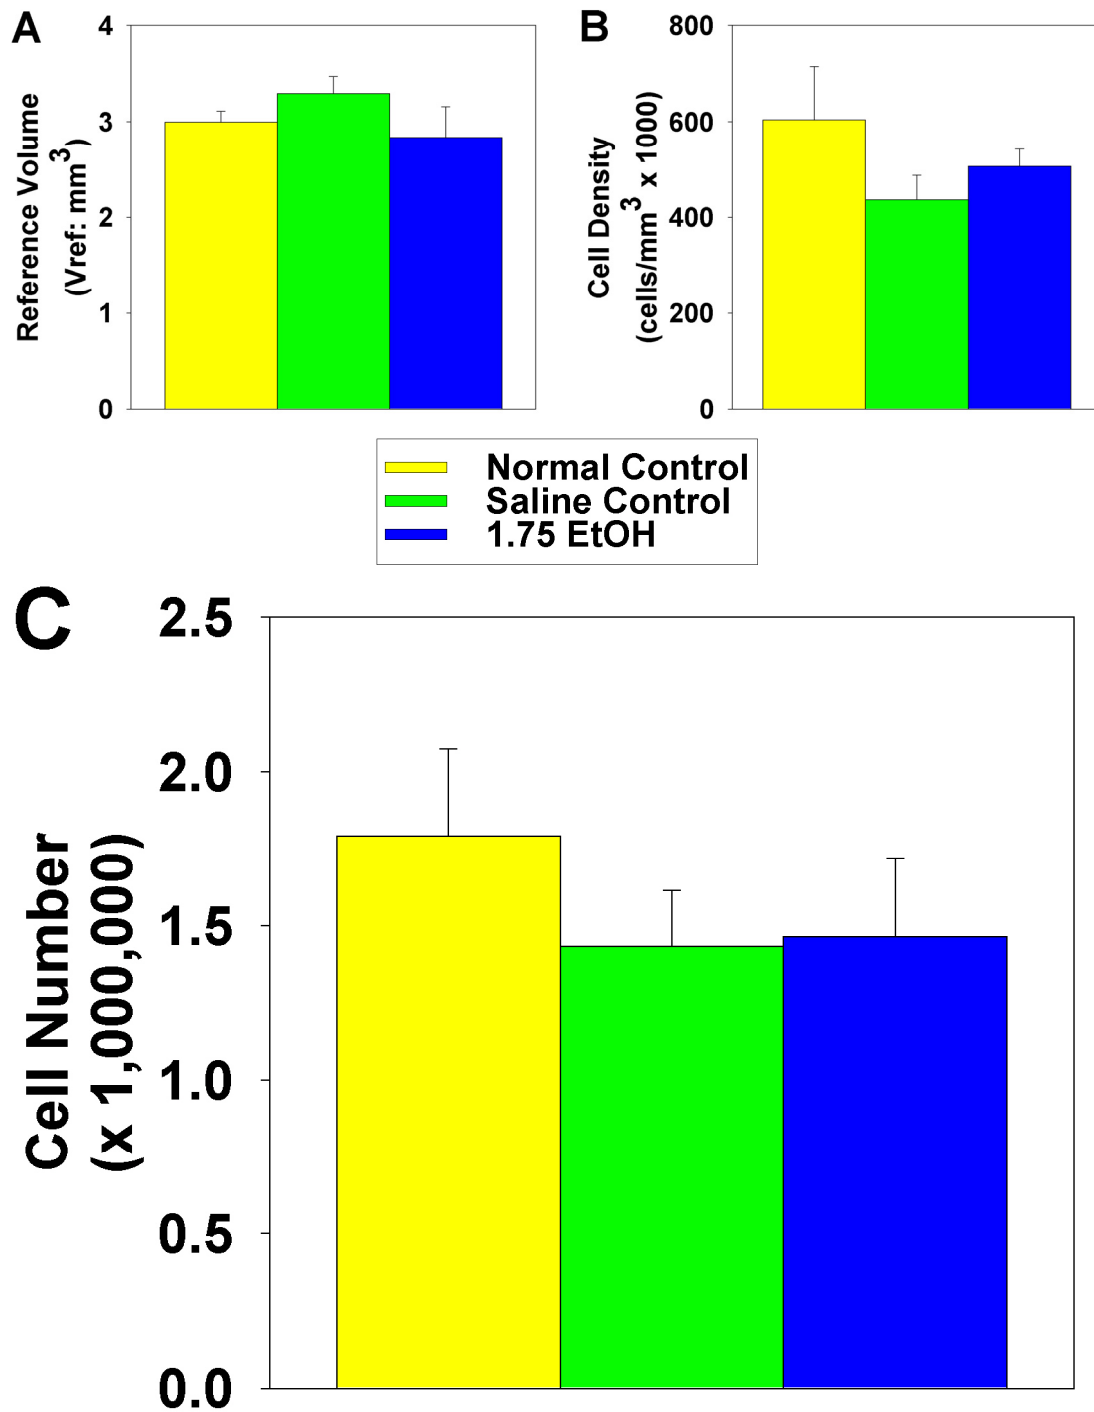 A
Reference Volume
(Vref: mm³)
4
3
2
1
0
B
Cell Density
(cells/mm³ x 1000)
800
600
400
200
0
Normal Control
Saline Control
1.75 EtOH
C
Cell Number
(x 1,000,000)
2.5
2.0
1.5
1.0
0.5
0.0